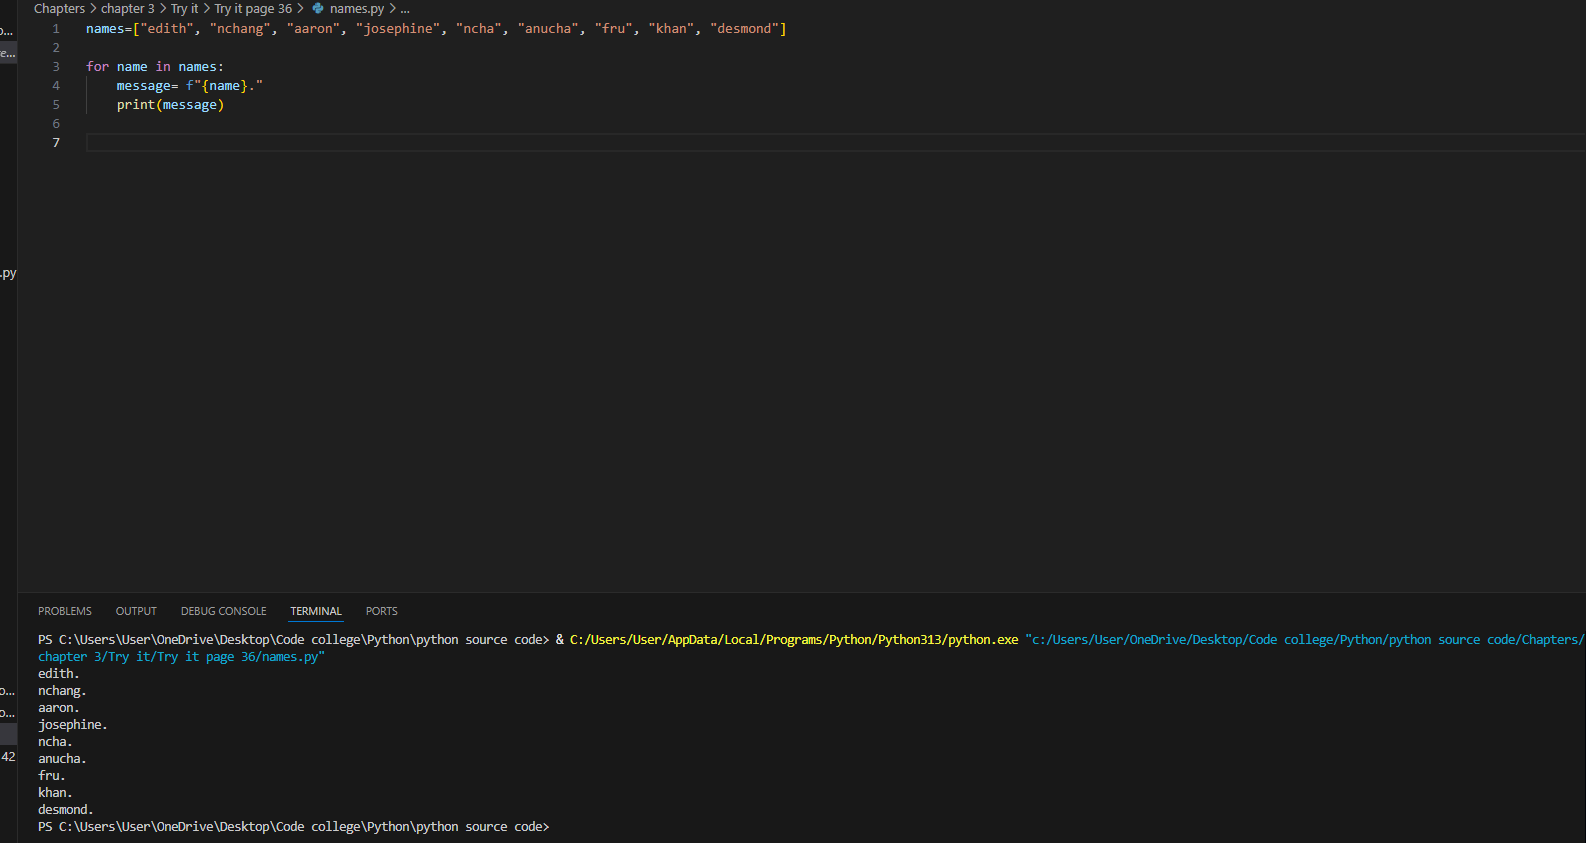 Chapters > chapter 3 > Try it > Try it page 36 > names.py > ...
o...
e...
1 names=["edith", "nchang", "aaron", "josephine", "ncha", "anucha", "fru", "khan", "desmond"]
2
3 for name in names:
4     message= f"{name}."
5     print(message)
6
7
.py
PROBLEMS OUTPUT DEBUG CONSOLE TERMINAL PORTS
PS C:\Users\User\OneDrive\Desktop\Code college\Python\python source code> & C:/Users/User/AppData/Local/Programs/Python/Python313/python.exe "c:/Users/User/OneDrive/Desktop/Code college/Python/python source code/Chapters/
chapter 3/Try it/Try it page 36/names.py"
edith.
nchang.
o...
aaron.
o...
josephine.
ncha.
42
anucha.
fru.
khan.
desmond.
PS C:\Users\User\OneDrive\Desktop\Code college\Python\python source code>